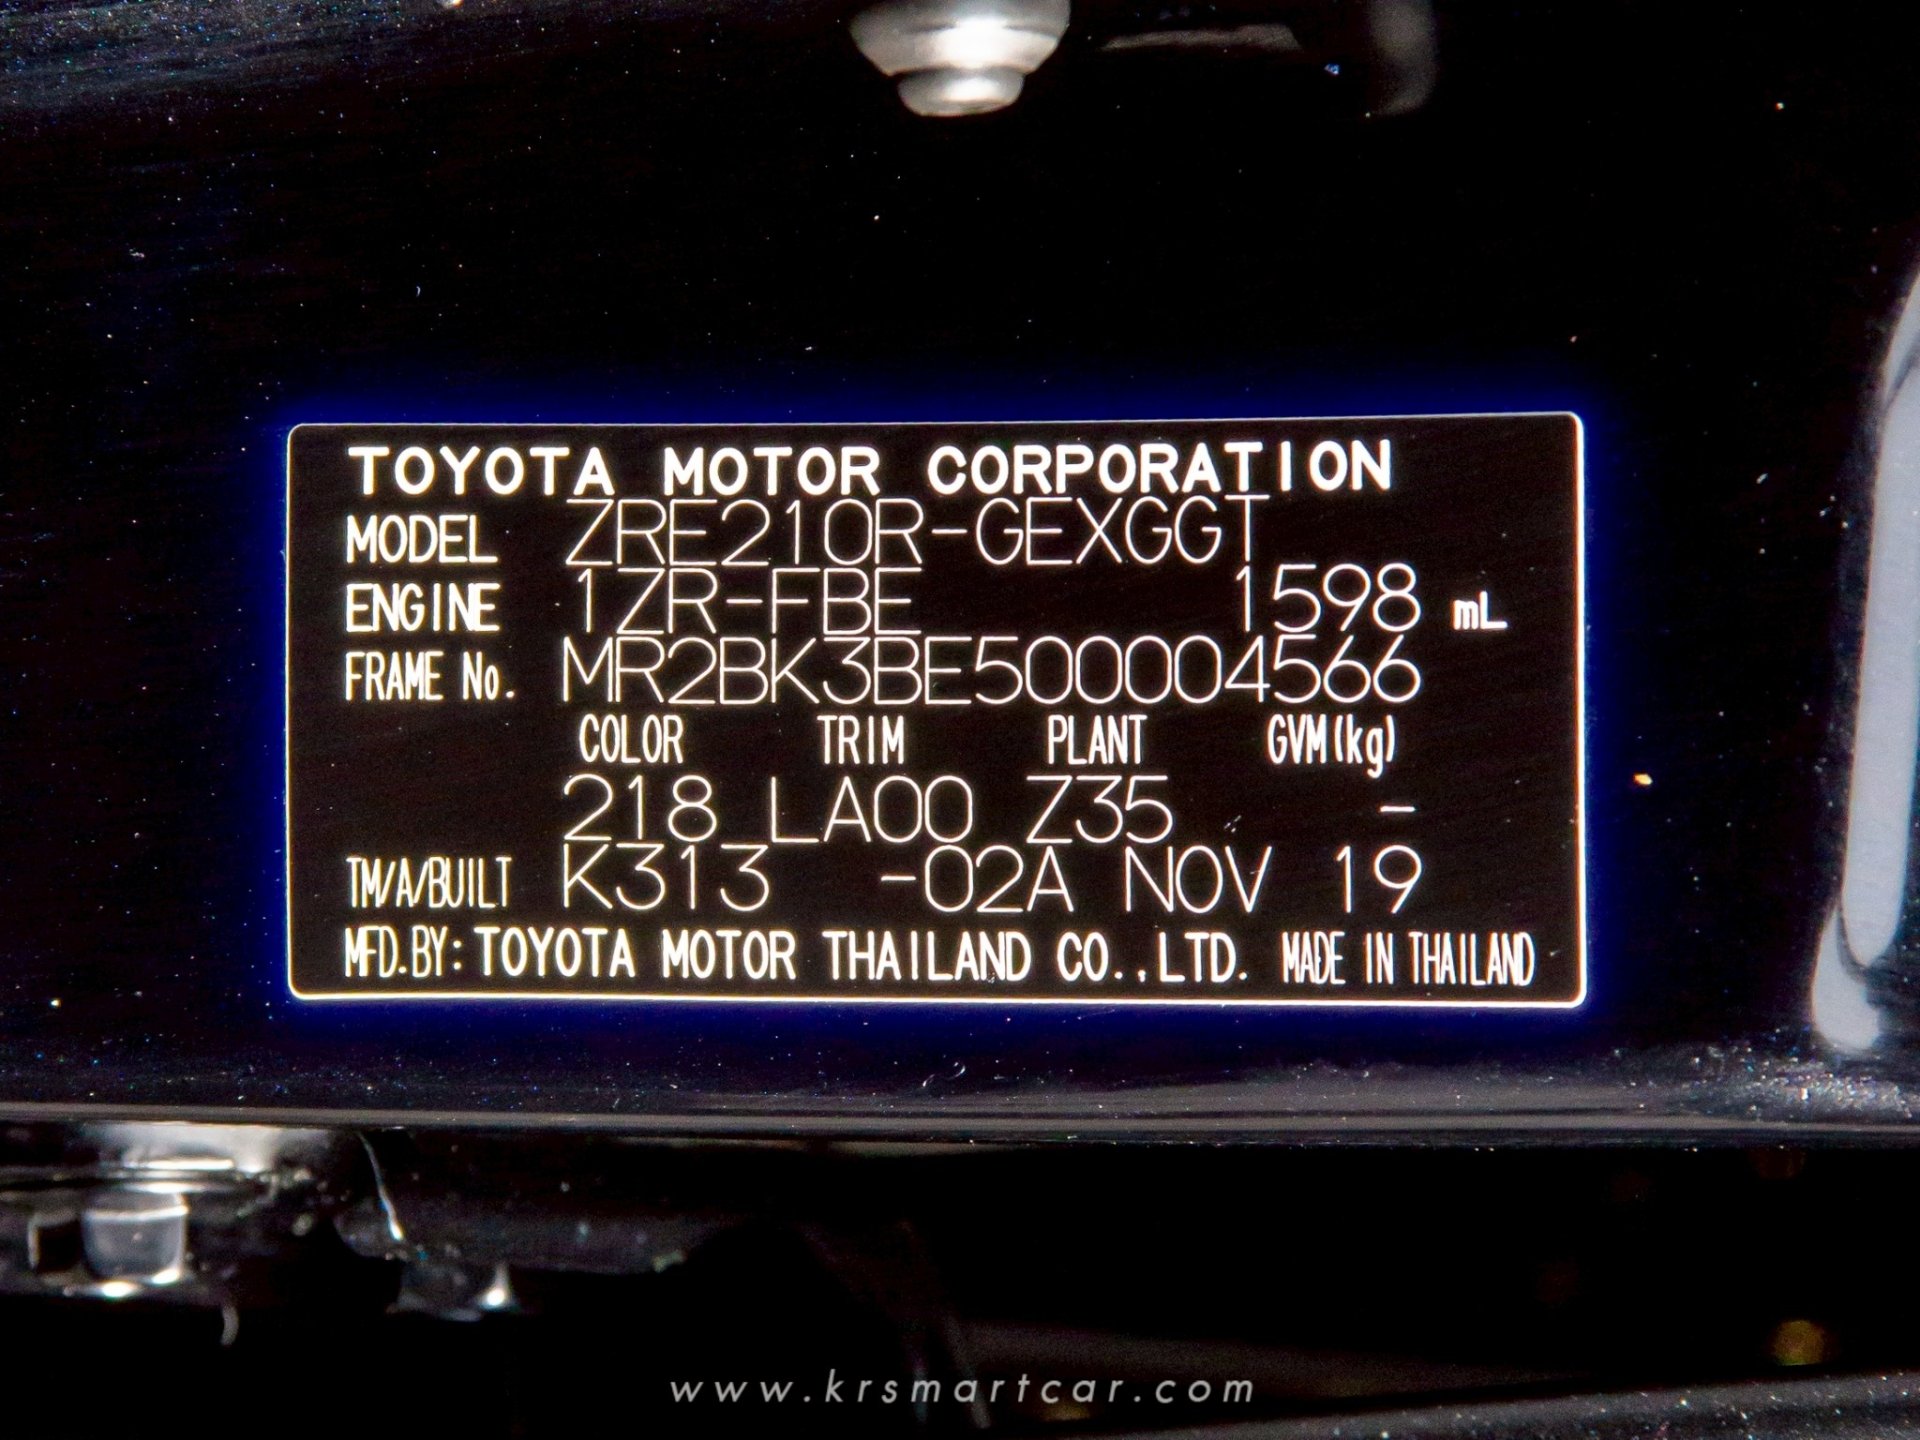 TOYOTA MOTOR CORPORATION
MODEL ZRE210R-GEXGGT
ENGINE 1ZR-FBE 1598 mL
FRAME No. MR2BK3BE500004566
COLOR TRIM PLANT GVM(kg)
218 LA00 Z35 -
TM/A/BUILT K313 -02A NOV 19
MFD.BY: TOYOTA MOTOR THAILAND CO.,LTD. MADE IN THAILAND
www.krsmartcar.com